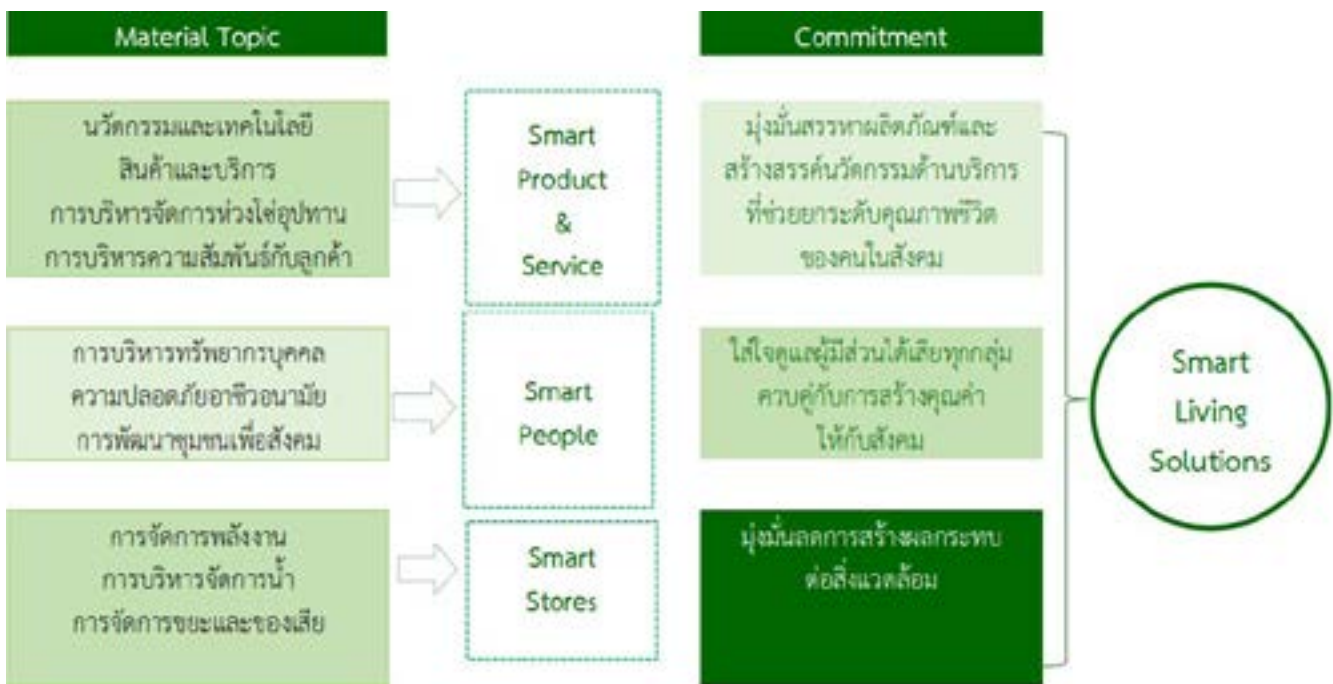 Material Topic
Commitment
นวัตกรรมและเทคโนโลยี
สินค้าและบริการ
การบริหารจัดการห่วงโซ่อุปทาน
การบริหารความสัมพันธ์กับลูกค้า
Smart
Product
&
Service
มุ่งมั่นสรรหาผลิตภัณฑ์และ
สร้างสรรค์นวัตกรรมด้านบริการ
ที่ช่วยยกระดับคุณภาพชีวิต
ของคนในสังคม
การบริหารทรัพยากรบุคคล
ความปลอดภัยอาชีวอนามัย
การพัฒนาชุมชนเพื่อสังคม
Smart
People
ใส่ใจดูแลผู้มีส่วนได้เสียทุกกลุ่ม
ควบคู่กับการสร้างคุณค่า
ให้กับสังคม
การจัดการพลังงาน
การบริหารจัดการน้ำ
การจัดการขยะและของเสีย
Smart
Stores
มุ่งมั่นลดการสร้างผลกระทบ
ต่อสิ่งแวดล้อม
Smart
Living
Solutions